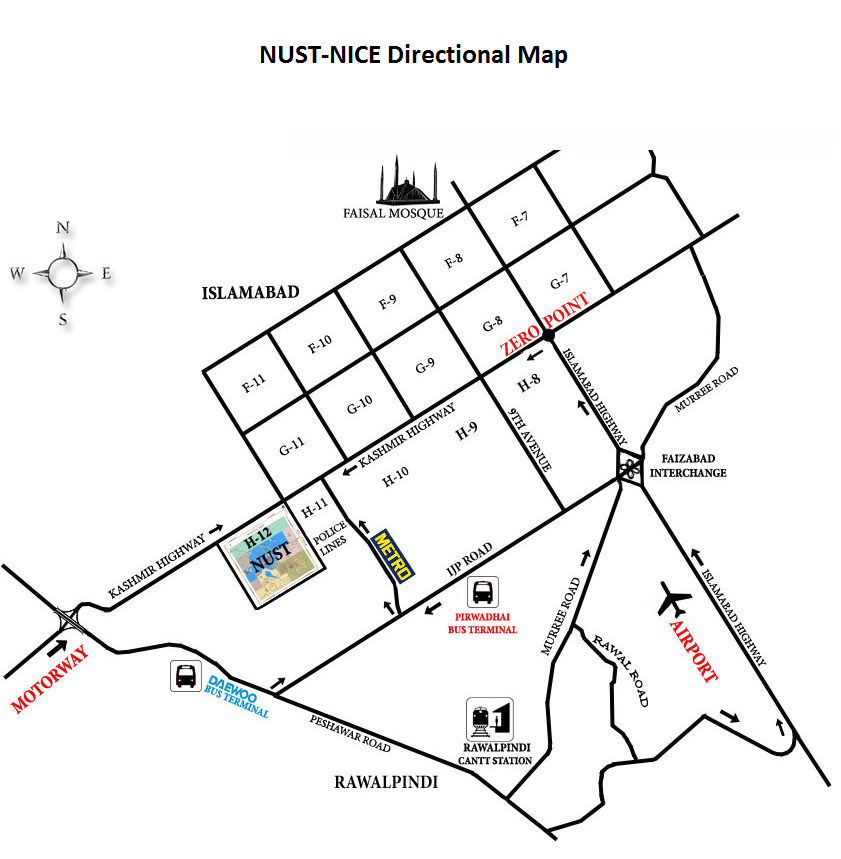 NUST-NICE Directional Map
FAISAL MOSQUE
N
W
E
S
ISLAMABAD
F-7
F-8
F-9
F-10
F-11
G-7
G-8
G-9
G-10
G-11
ZERO POINT
H-8
H-9
H-10
H-11
H-12
NUST
ISLAMABAD HIGHWAY
MURREE ROAD
KASHMIR HIGHWAY
9TH AVENUE
FAIZABAD
INTERCHANGE
POLICE
LINES
METRO
KASHMIR HIGHWAY
IJP ROAD
PIRWADHAI
BUS TERMINAL
MURREE ROAD
RAWAL ROAD
AIRPORT
ISLAMABAD HIGHWAY
MOTORWAY
DAEWOO
BUS TERMINAL
PESHAWAR ROAD
RAWALPINDI
CANTT STATION
RAWALPINDI